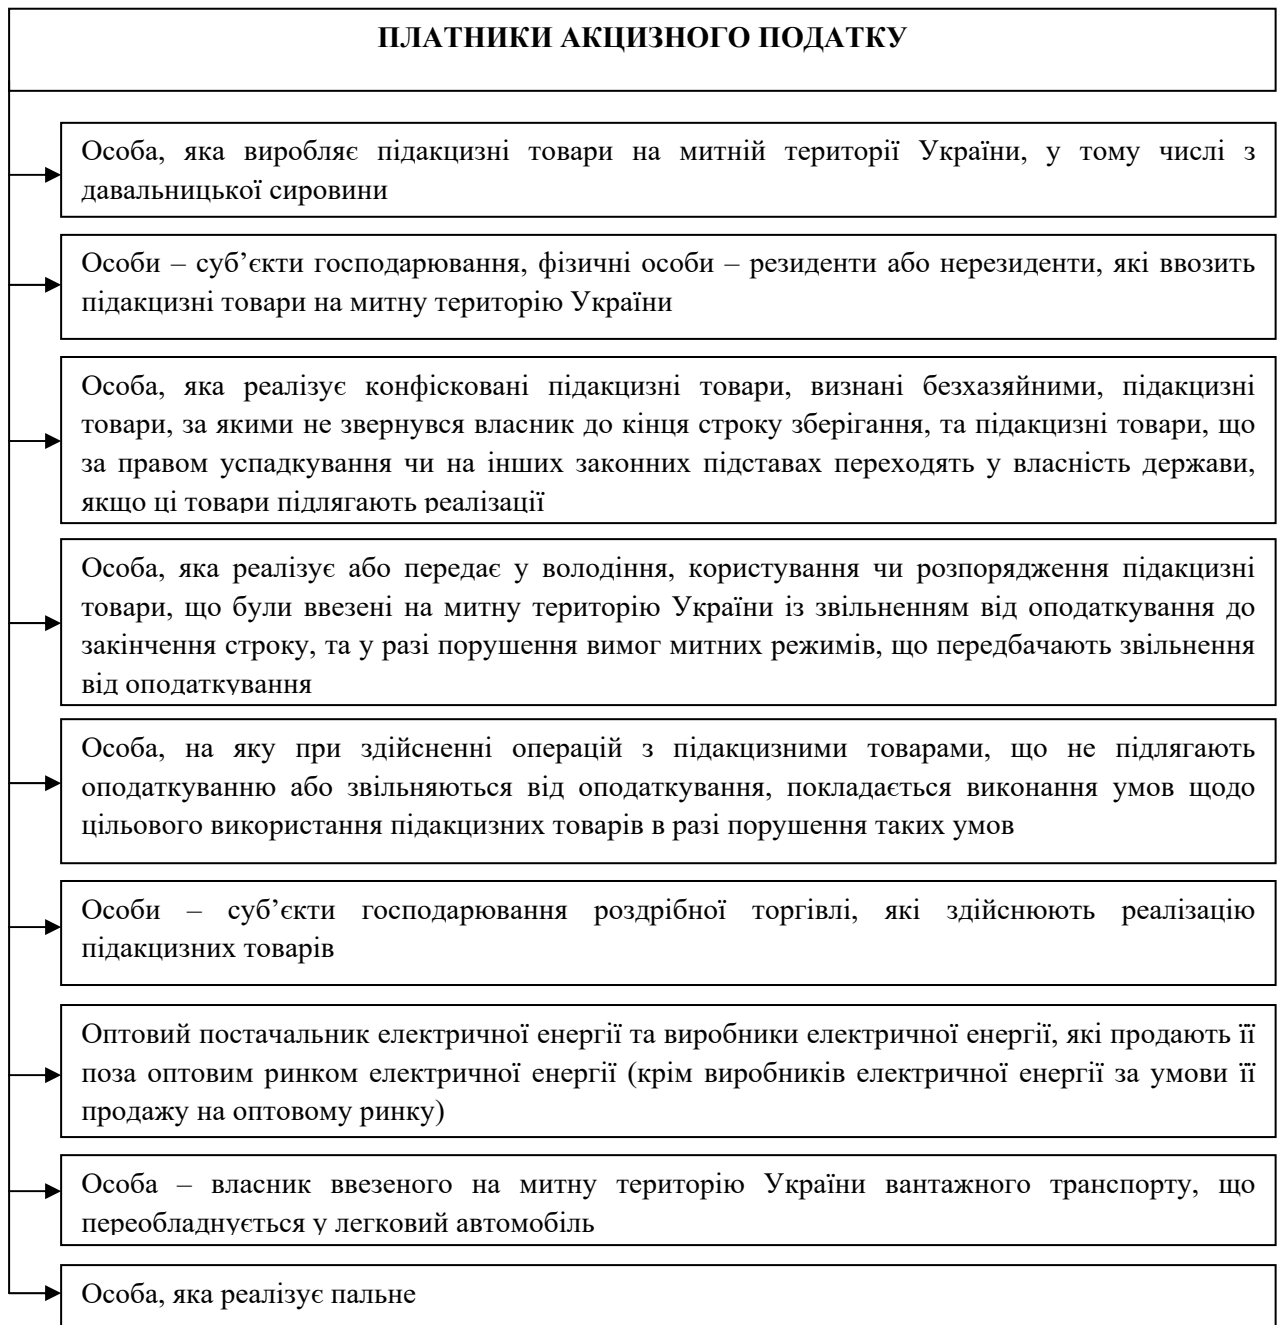 ПЛАТНИКИ АКЦИЗНОГО ПОДАТКУ
Особа, яка виробляє підакцизні товари на митній території України, у тому числі з
давальницької сировини
Особи – суб’єкти господарювання, фізичні особи – резиденти або нерезиденти, які ввозить
підакцизні товари на митну територію України
Особа, яка реалізує конфісковані підакцизні товари, визнані безхазяйними, підакцизні
товари, за якими не звернувся власник до кінця строку зберігання, та підакцизні товари, що
за правом успадкування чи на інших законних підставах переходять у власність держави,
якщо ці товари підлягають реалізації
Особа, яка реалізує або передає у володіння, користування чи розпорядження підакцизні
товари, що були ввезені на митну територію України із звільненням від оподаткування до
закінчення строку, та у разі порушення вимог митних режимів, що передбачають звільнення
від оподаткування
Особа, на яку при здійсненні операцій з підакцизними товарами, що не підлягають
оподаткуванню або звільняються від оподаткування, покладається виконання умов щодо
цільового використання підакцизних товарів в разі порушення таких умов
Особи – суб’єкти господарювання роздрібної торгівлі, які здійснюють реалізацію
підакцизних товарів
Оптовий постачальник електричної енергії та виробники електричної енергії, які продають її
поза оптовим ринком електричної енергії (крім виробників електричної енергії за умови її
продажу на оптовому ринку)
Особа – власник ввезеного на митну територію України вантажного транспорту, що
переобладнується у легковий автомобіль
Особа, яка реалізує пальне